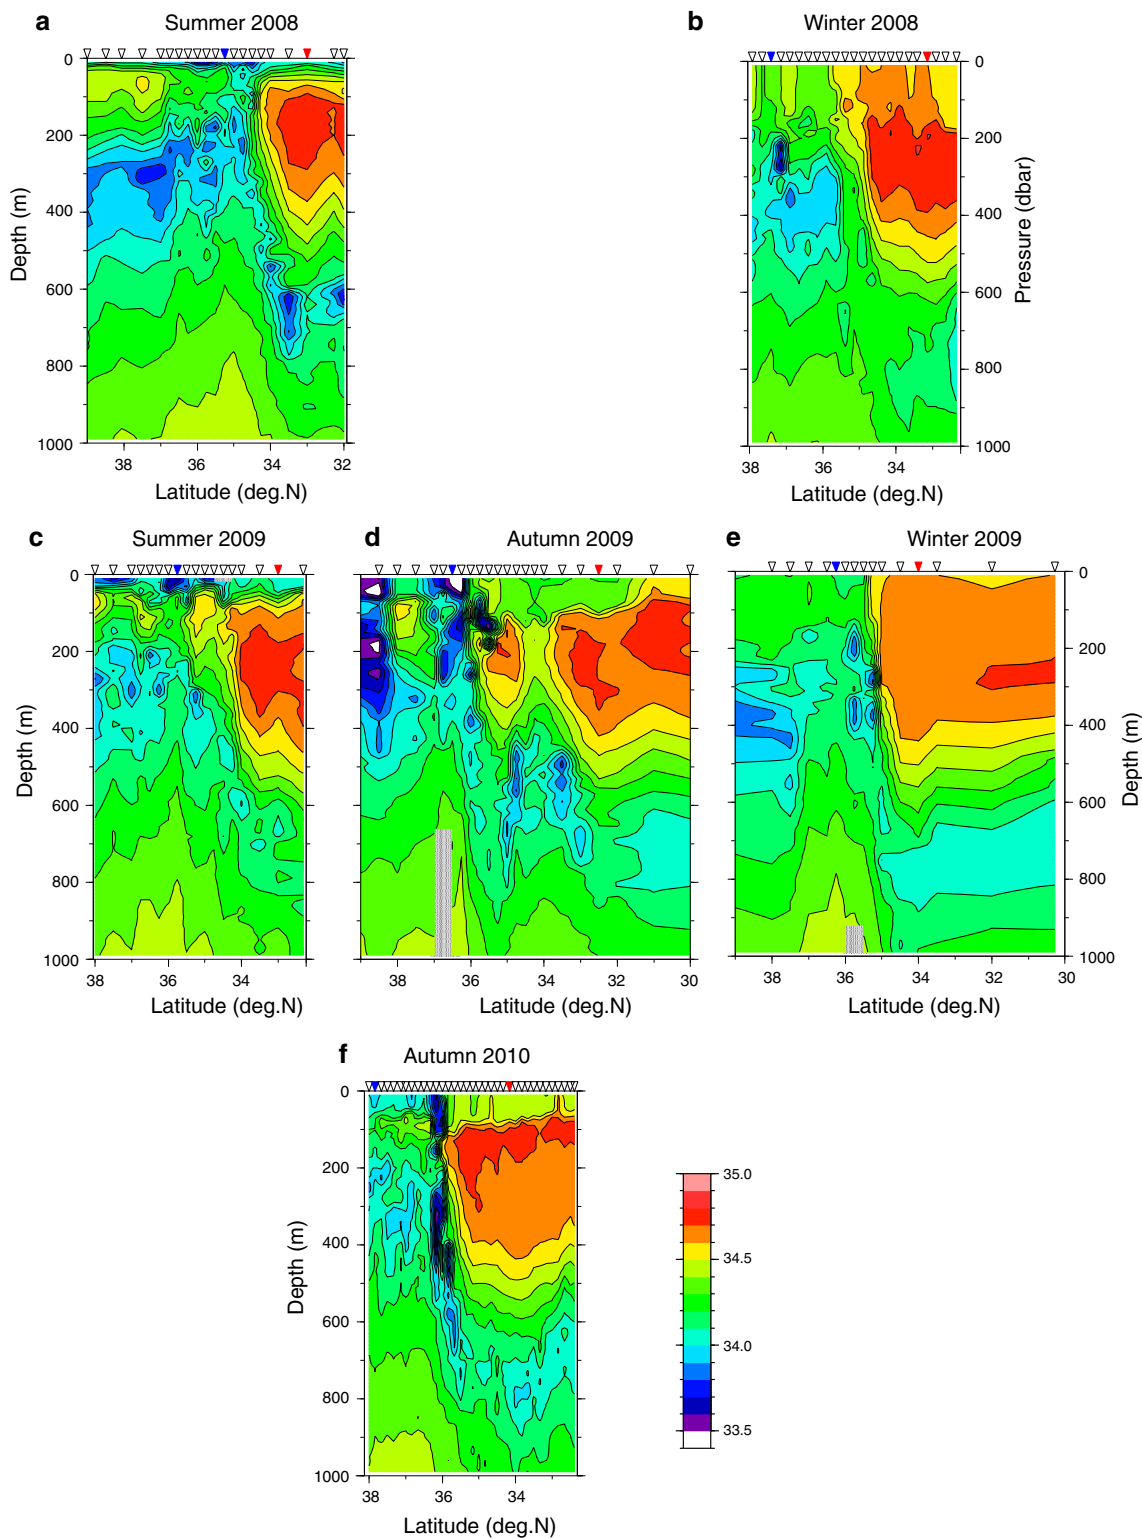 a Summer 2008
0
200
400
600
800
1000
Depth (m)
38 36 34 32
Latitude (deg.N)
b Winter 2008
0
200
400
600
800
1000
Pressure (dbar)
38 36 34
Latitude (deg.N)
c Summer 2009
0
200
400
600
800
1000
Depth (m)
38 36 34
Latitude (deg.N)
d Autumn 2009
38 36 34 32 30
Latitude (deg.N)
e Winter 2009
0
200
400
600
800
1000
Depth (m)
38 36 34 32 30
Latitude (deg.N)
f Autumn 2010
0
200
400
600
800
1000
Depth (m)
38 36 34
Latitude (deg.N)
35.0
34.5
34.0
33.5